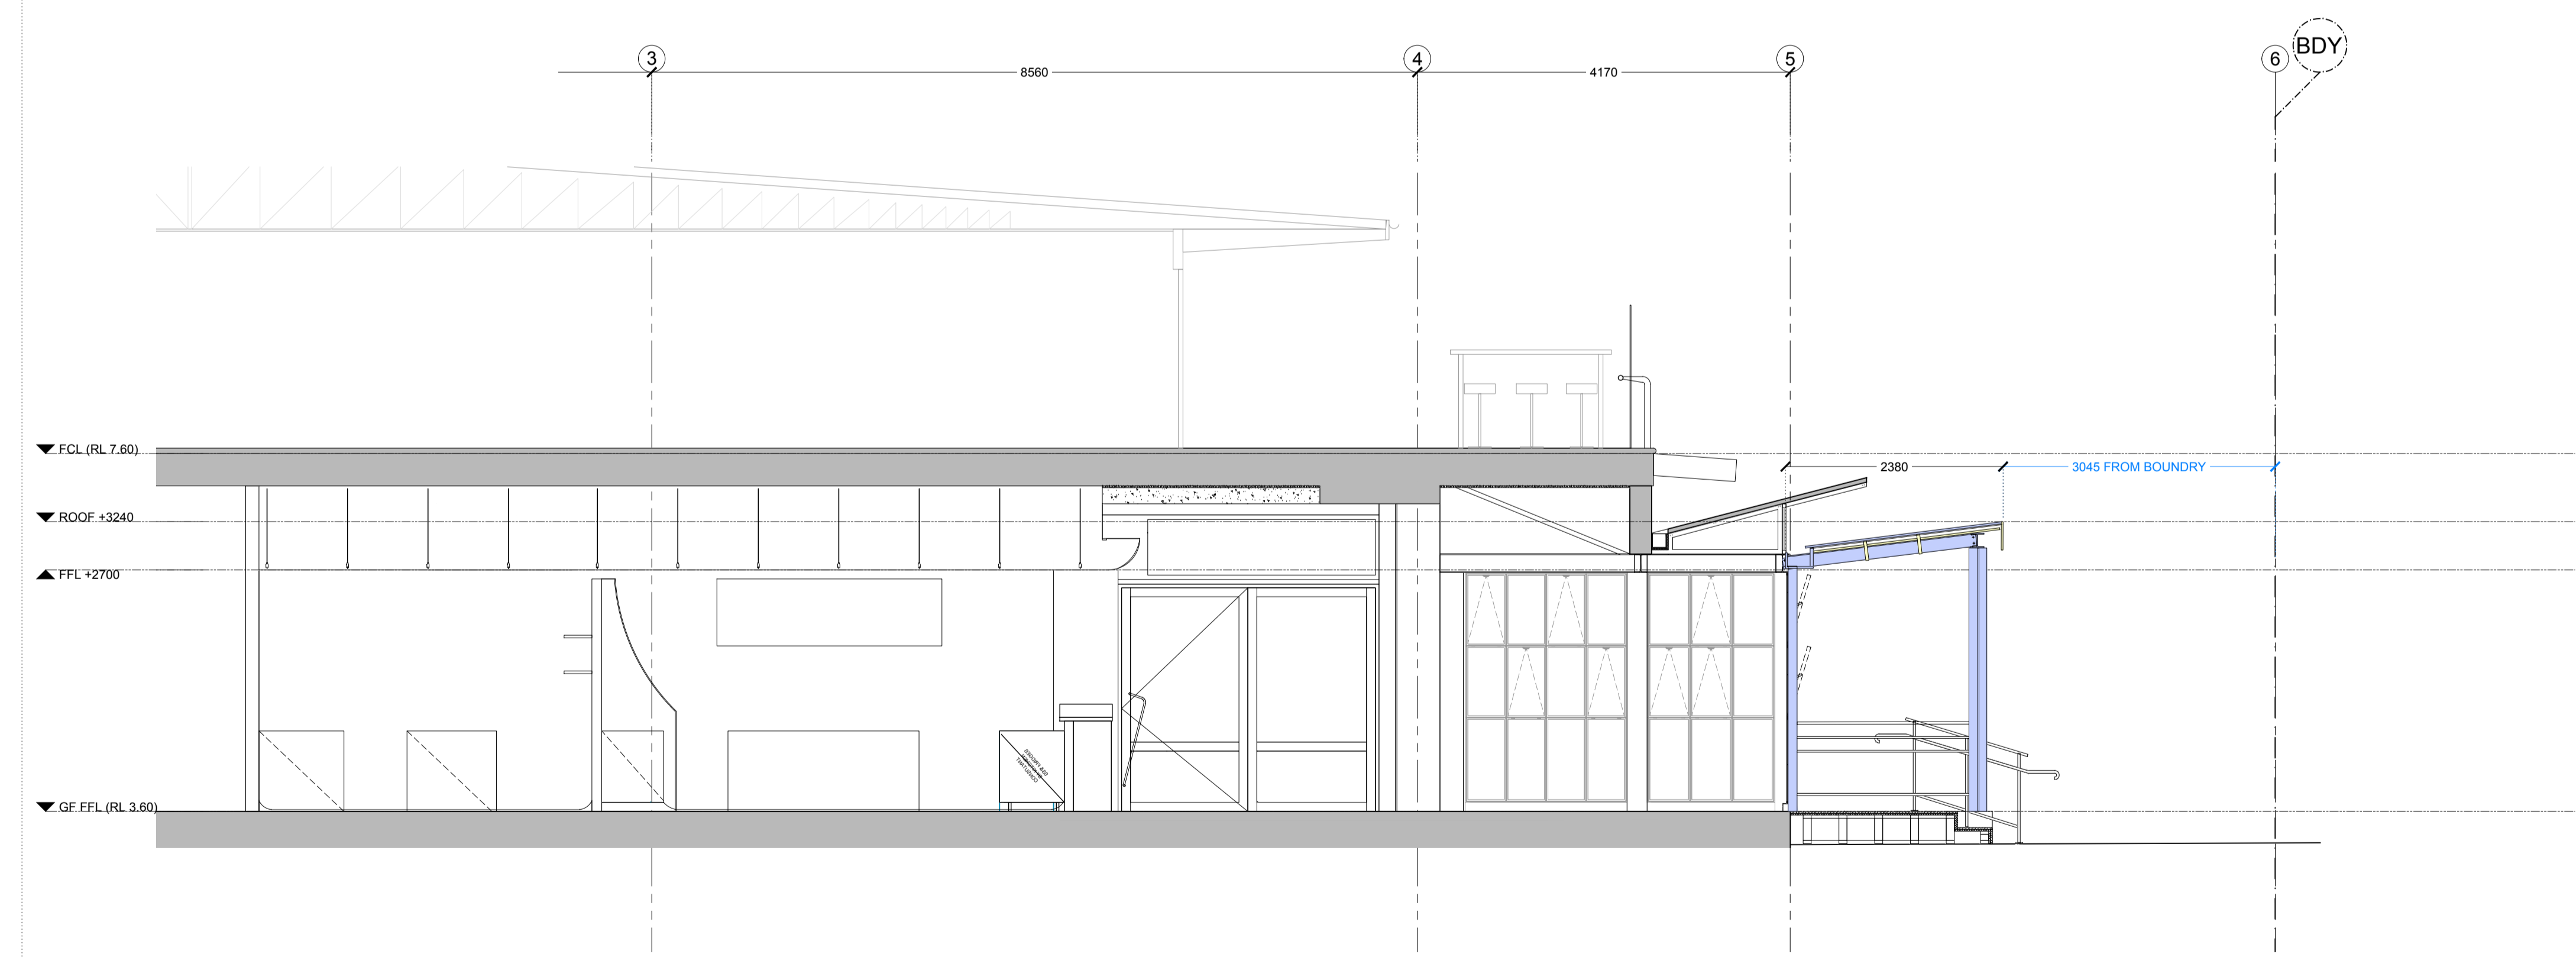 3
4
5
6
BDY
8560
4170
FCL (RL 7.60)
2380
3045 FROM BOUNDRY
ROOF +3240
FFL +2700
GF FFL (RL 3.60)
CONSULTANT